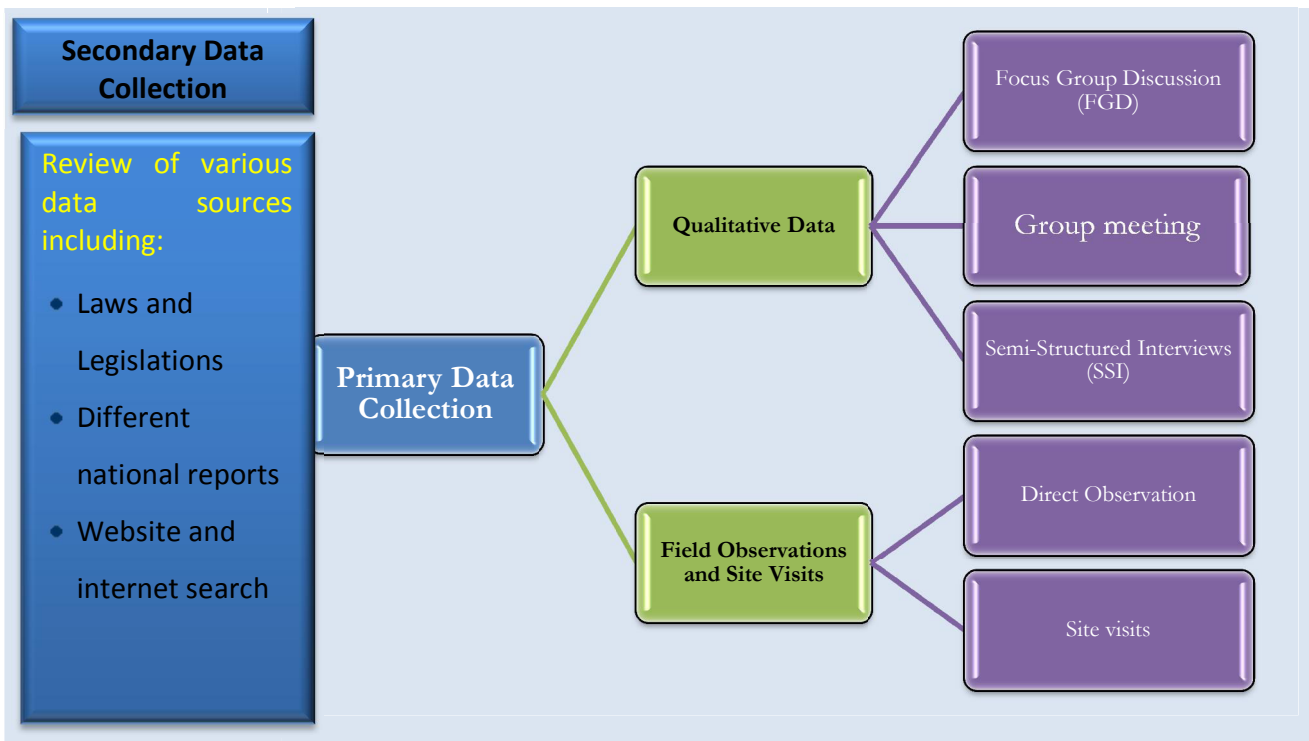 Secondary Data
Collection
Review of various
data sources
including:
• Laws and
Legislations
• Different
national reports
• Website and
internet search
Primary Data
Collection
Qualitative Data
Field Observations
and Site Visits
Focus Group Discussion
(FGD)
Group meeting
Semi-Structured Interviews
(SSI)
Direct Observation
Site visits